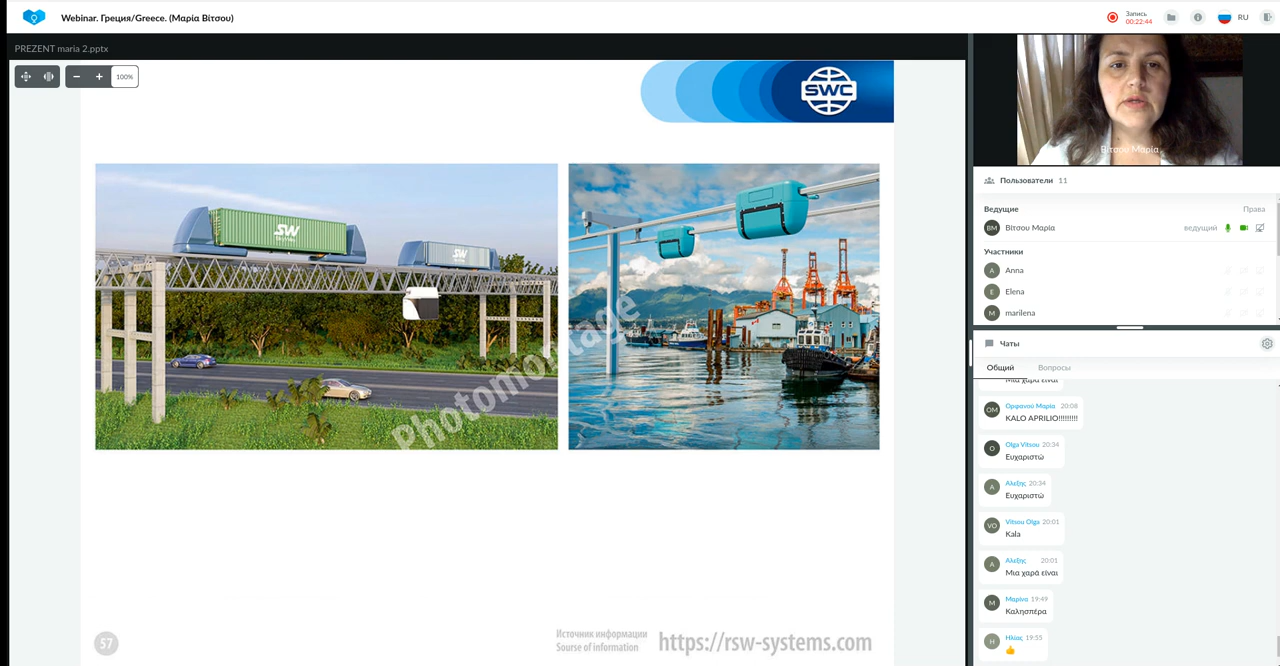 Webinar. Греция/Greece. (Μαρία Βίτσου)
Запись
00:22:44
RU
PREZENT maria 2.pptx
100%
SWC
SW
SW
Photomontage
57
Источник информации
Sourse of information
https://rsw-systems.com
Βίτσου Μαρία
Пользователи 11
Ведущие
Права
ΒΜ
Βίτσου Μαρία
ведущий
Участники
A
Anna
E
Elena
M
marilena
Чаты
Общий
Вопросы
Μια χαρά είναι
ΟΜ
Ορφανού Μαρία 20:08
KALO APRILIO!!!!!!!!!
O
Olga Vitsou 20:34
Ευχαριστώ
Α
Αλεξης 20:34
Ευχαριστώ
VO
Vitsou Olga 20:01
Kala
Α
Αλεξης 20:01
Μια χαρά είναι
Μ
Μαρίνα 19:49
Καλησπέρα
Η
Ηλίας 19:55
👍